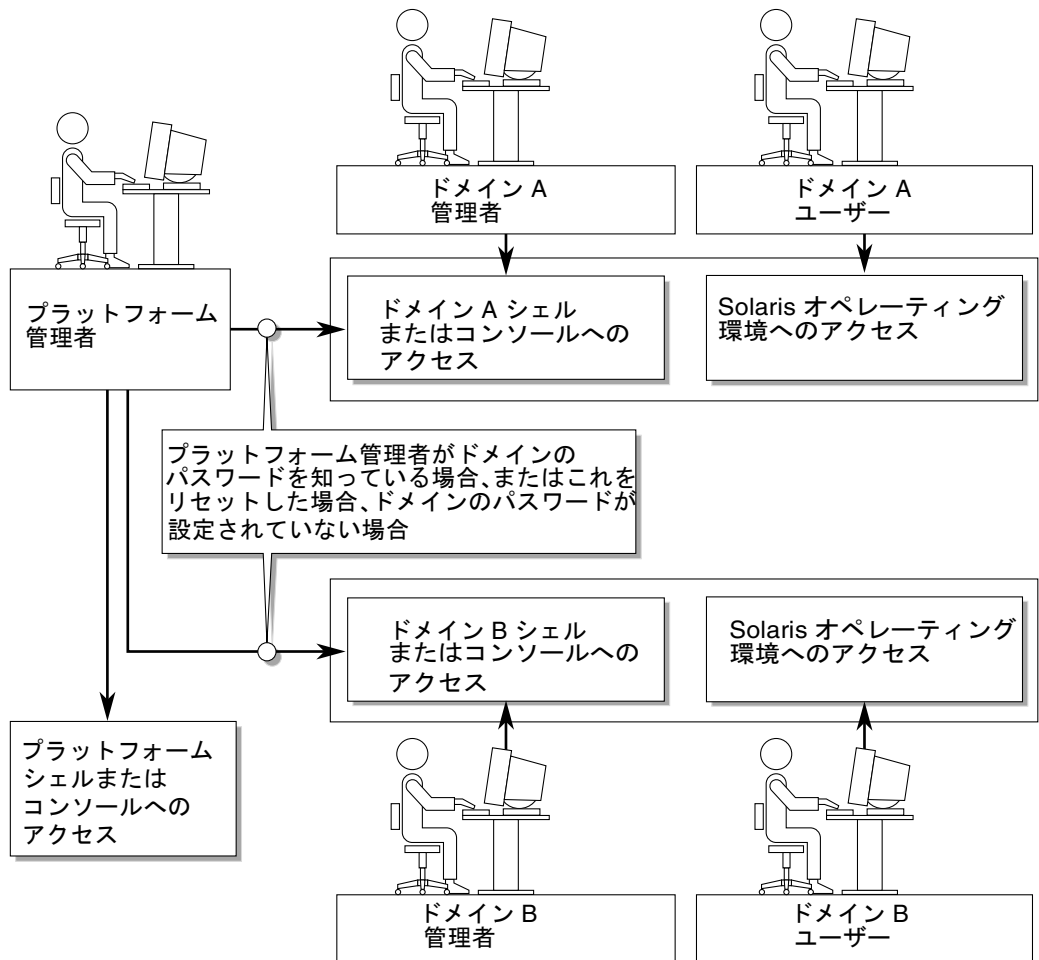 ドメイン A
管理者
ドメイン A
ユーザー
プラットフォーム
管理者
ドメイン A シェル
またはコンソールへの
アクセス
Solaris オペレーティング
環境へのアクセス
プラットフォーム管理者がドメインの
パスワードを知っている場合、またはこれを
リセットした場合、ドメインのパスワードが
設定されていない場合
ドメイン B シェル
またはコンソールへの
アクセス
Solaris オペレーティング
環境へのアクセス
プラットフォーム
シェルまたは
コンソールへの
アクセス
ドメイン B
管理者
ドメイン B
ユーザー